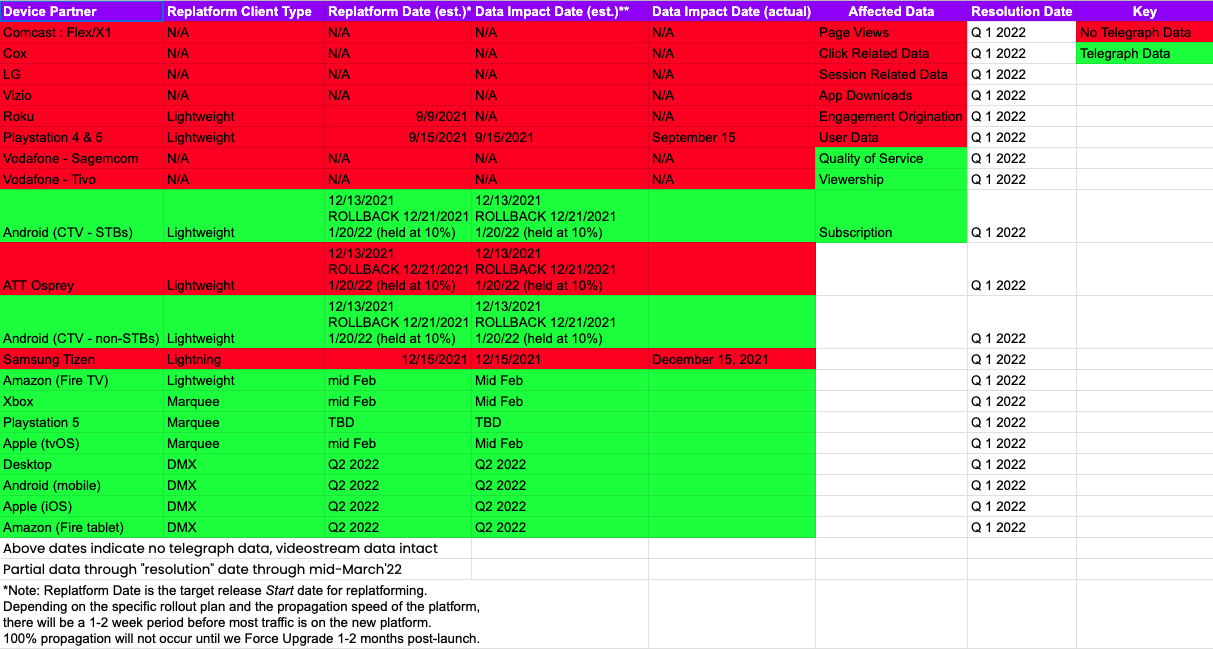 Device Partner Replatform Client Type Replatform Date (est.)* Data Impact Date (est.)** Data Impact Date (actual) Affected Data Resolution Date Key
Comcast : Flex/X1 N/A N/A N/A N/A Page Views Q 1 2022 No Telegraph Data
Cox N/A N/A N/A N/A Click Related Data Q 1 2022 Telegraph Data
LG N/A N/A N/A N/A Session Related Data Q 1 2022
Vizio N/A N/A N/A N/A App Downloads Q 1 2022
Roku Lightweight 9/9/2021 N/A N/A Engagement Origination Q 1 2022
Playstation 4 & 5 Lightweight 9/15/2021 9/15/2021 September 15 User Data Q 1 2022
Vodafone - Sagemcom N/A N/A N/A N/A Quality of Service Q 1 2022
Vodafone - Tivo N/A N/A N/A N/A Viewership Q 1 2022
12/13/2021 12/13/2021
ROLLBACK 12/21/2021 ROLLBACK 12/21/2021
Android (CTV - STBs) Lightweight 1/20/22 (held at 10%) 1/20/22 (held at 10%) Subscription Q 1 2022
12/13/2021 12/13/2021
ROLLBACK 12/21/2021 ROLLBACK 12/21/2021
ATT Osprey Lightweight 1/20/22 (held at 10%) 1/20/22 (held at 10%) Q 1 2022
12/13/2021 12/13/2021
ROLLBACK 12/21/2021 ROLLBACK 12/21/2021
Android (CTV - non-STBs) Lightweight 1/20/22 (held at 10%) 1/20/22 (held at 10%) Q 1 2022
Samsung Tizen Lightning 12/15/2021 12/15/2021 December 15, 2021 Q 1 2022
Amazon (Fire TV) Lightweight mid Feb Mid Feb Q 1 2022
Xbox Marquee mid Feb Mid Feb Q 1 2022
Playstation 5 Marquee TBD TBD Q 1 2022
Apple (tvOS) Marquee mid Feb Mid Feb Q 1 2022
Desktop DMX Q2 2022 Q2 2022 Q 1 2022
Android (mobile) DMX Q2 2022 Q2 2022 Q 1 2022
Apple (iOS) DMX Q2 2022 Q2 2022 Q 1 2022
Amazon (Fire tablet) DMX Q2 2022 Q2 2022 Q 1 2022
Above dates indicate no telegraph data, videostream data intact
Partial data through "resolution" date through mid-March'22
*Note: Replatform Date is the target release Start date for replatforming.
Depending on the specific rollout plan and the propagation speed of the platform,
there will be a 1-2 week period before most traffic is on the new platform.
100% propagation will not occur until we Force Upgrade 1-2 months post-launch.